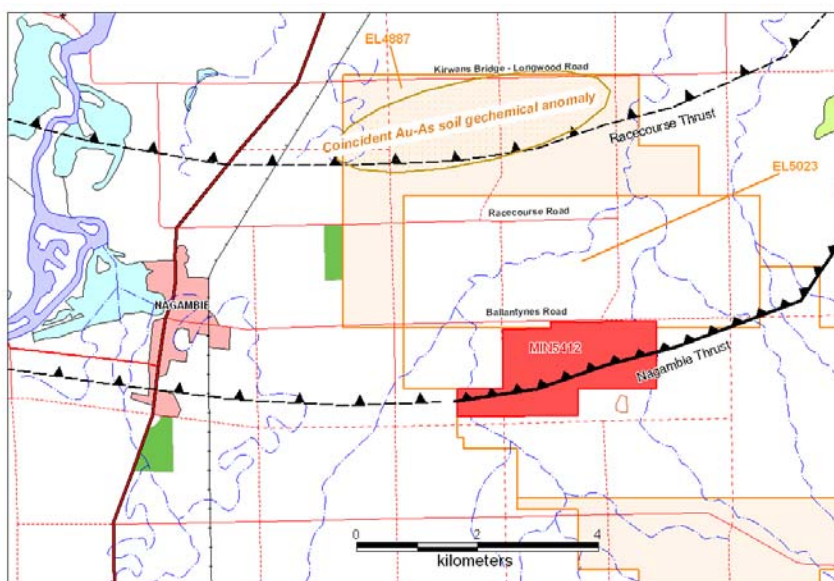 EL4887
Kirwans Bridge - Longwood Road
Coincident Au-As soil gechemical anomaly
Racecourse Thrust
EL5023
Racecourse Road
NAGAMBIE
Ballantynes Road
MIN5412
Nagambie Thrust
0 2 4
kilometers